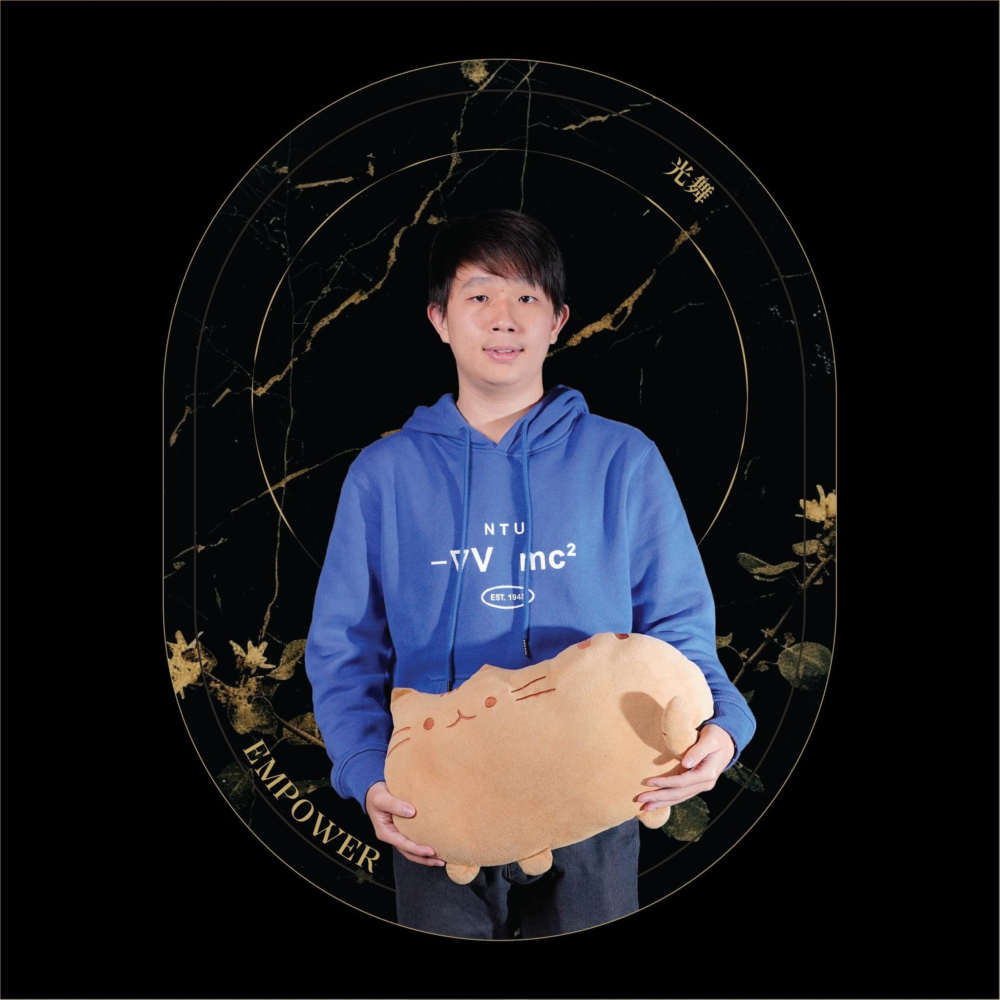 光舞
NTU
−∇V mc²
EST. 194
EMPOWER